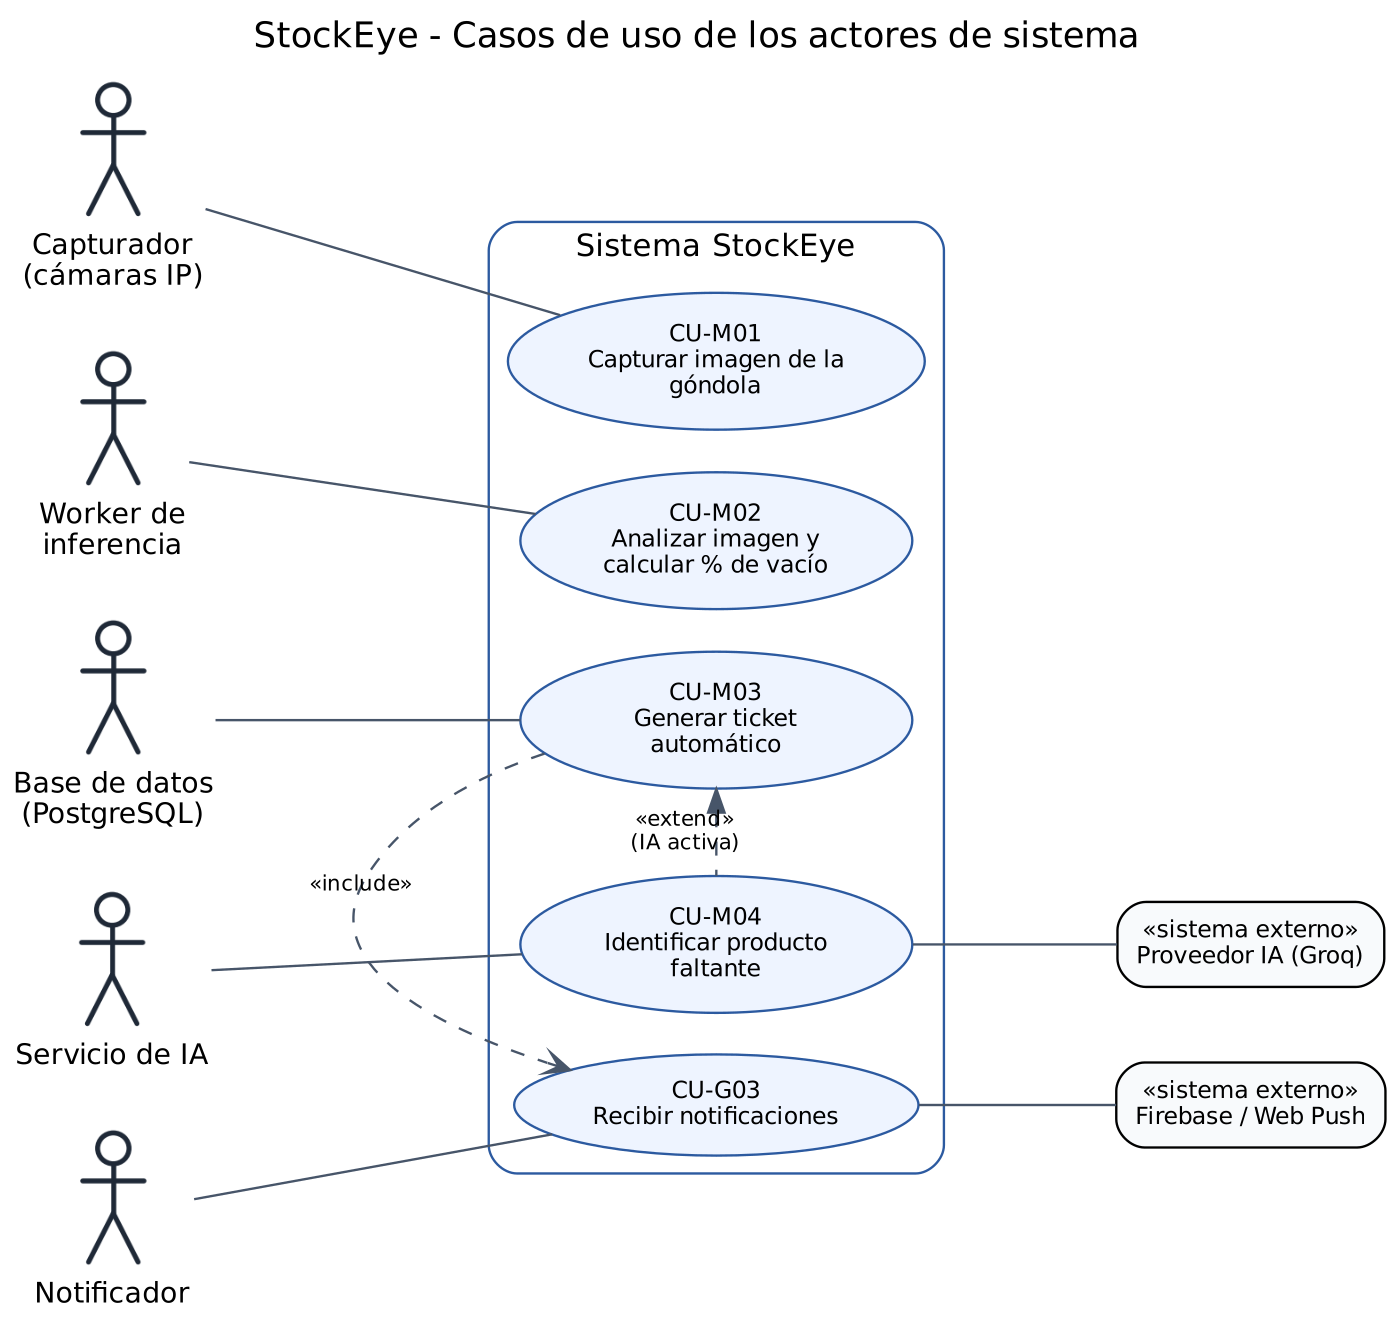 StockEye - Casos de uso de los actores de sistema
Capturador
(cámaras IP)
Worker de
inferencia
Base de datos
(PostgreSQL)
Servicio de IA
Notificador
Sistema StockEye
CU-M01
Capturar imagen de la
góndola
CU-M02
Analizar imagen y
calcular % de vacío
CU-M03
Generar ticket
automático
«extend»
(IA activa)
«include»
CU-M04
Identificar producto
faltante
CU-G03
Recibir notificaciones
«sistema externo»
Proveedor IA (Groq)
«sistema externo»
Firebase / Web Push